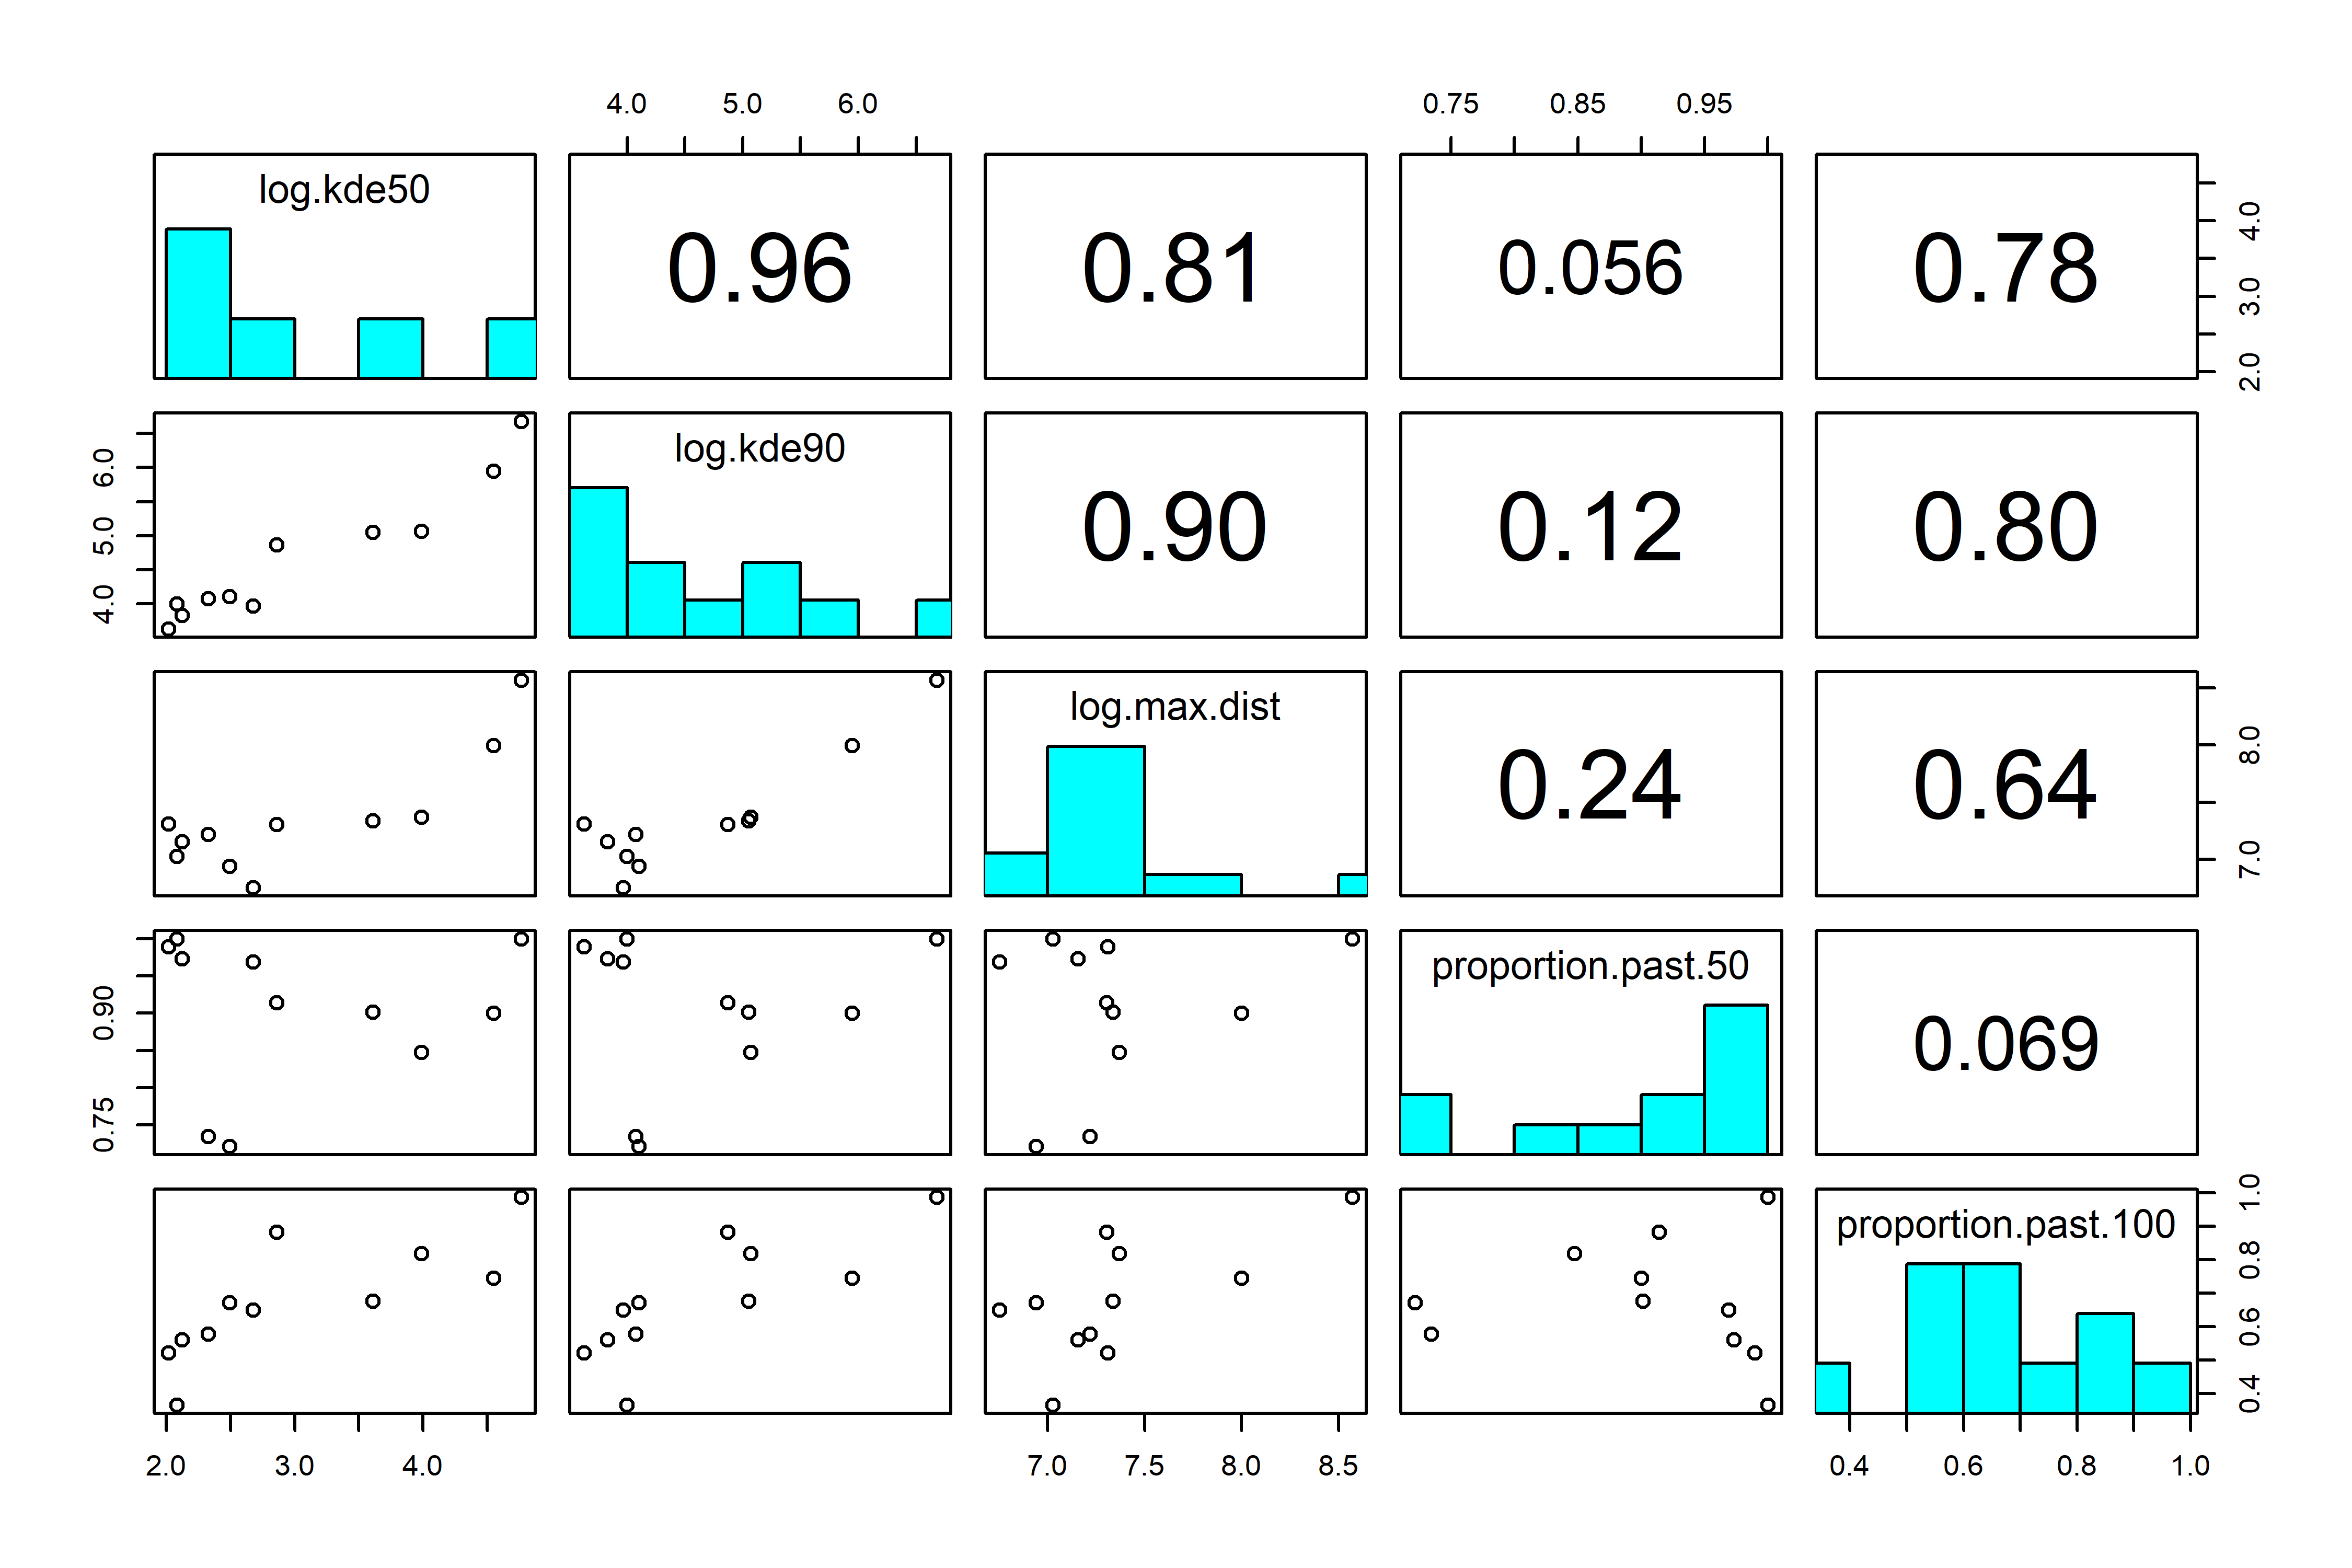 4.0 5.0 6.0 0.75 0.85 0.95
log.kde50 0.96 0.81 0.056 0.78
2.0 3.0 4.0
log.kde90 0.90 0.12 0.80
4.0 5.0 6.0
log.max.dist 0.24 0.64
7.0 8.0
proportion.past.50 0.069
0.75 0.90
proportion.past.100
0.4 0.6 0.8 1.0
2.0 3.0 4.0 7.0 7.5 8.0 8.5 0.4 0.6 0.8 1.0